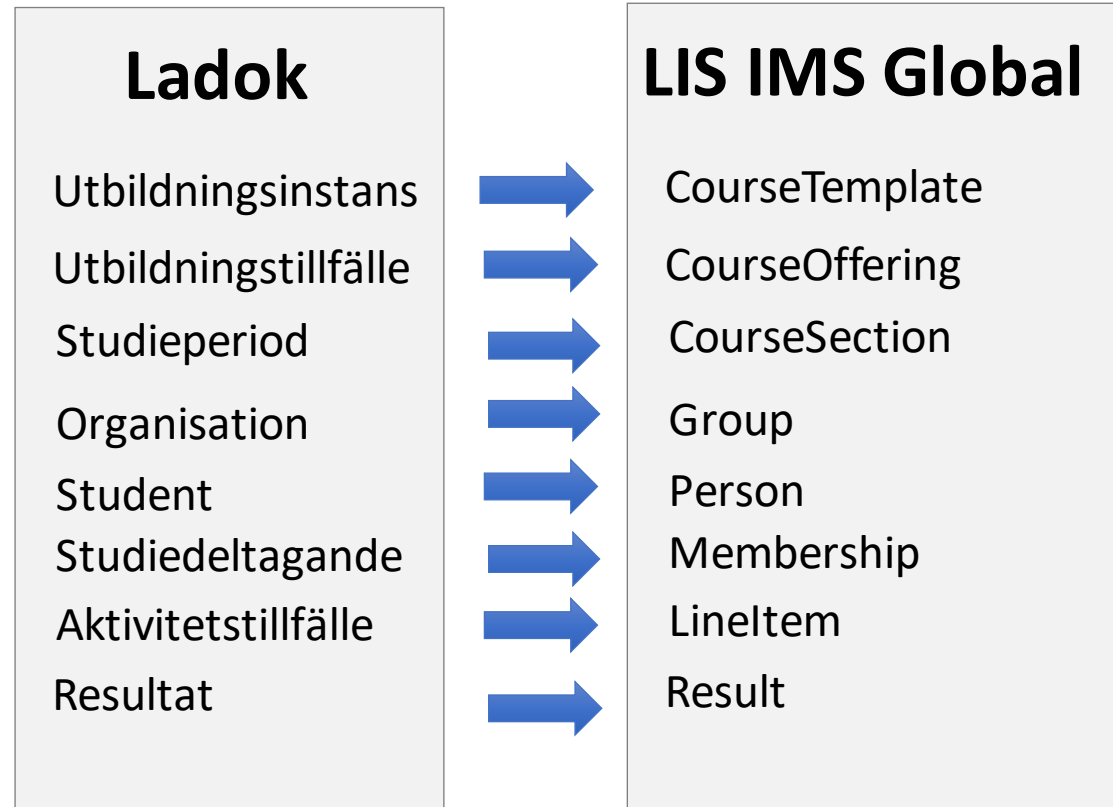 Ladok
Utbildningsinstans
Utbildningstillfälle
Studieperiod
Organisation
Student
Studiedeltagande
Aktivitetstillfälle
Resultat
LIS IMS Global
CourseTemplate
CourseOffering
CourseSection
Group
Person
Membership
LineItem
Result